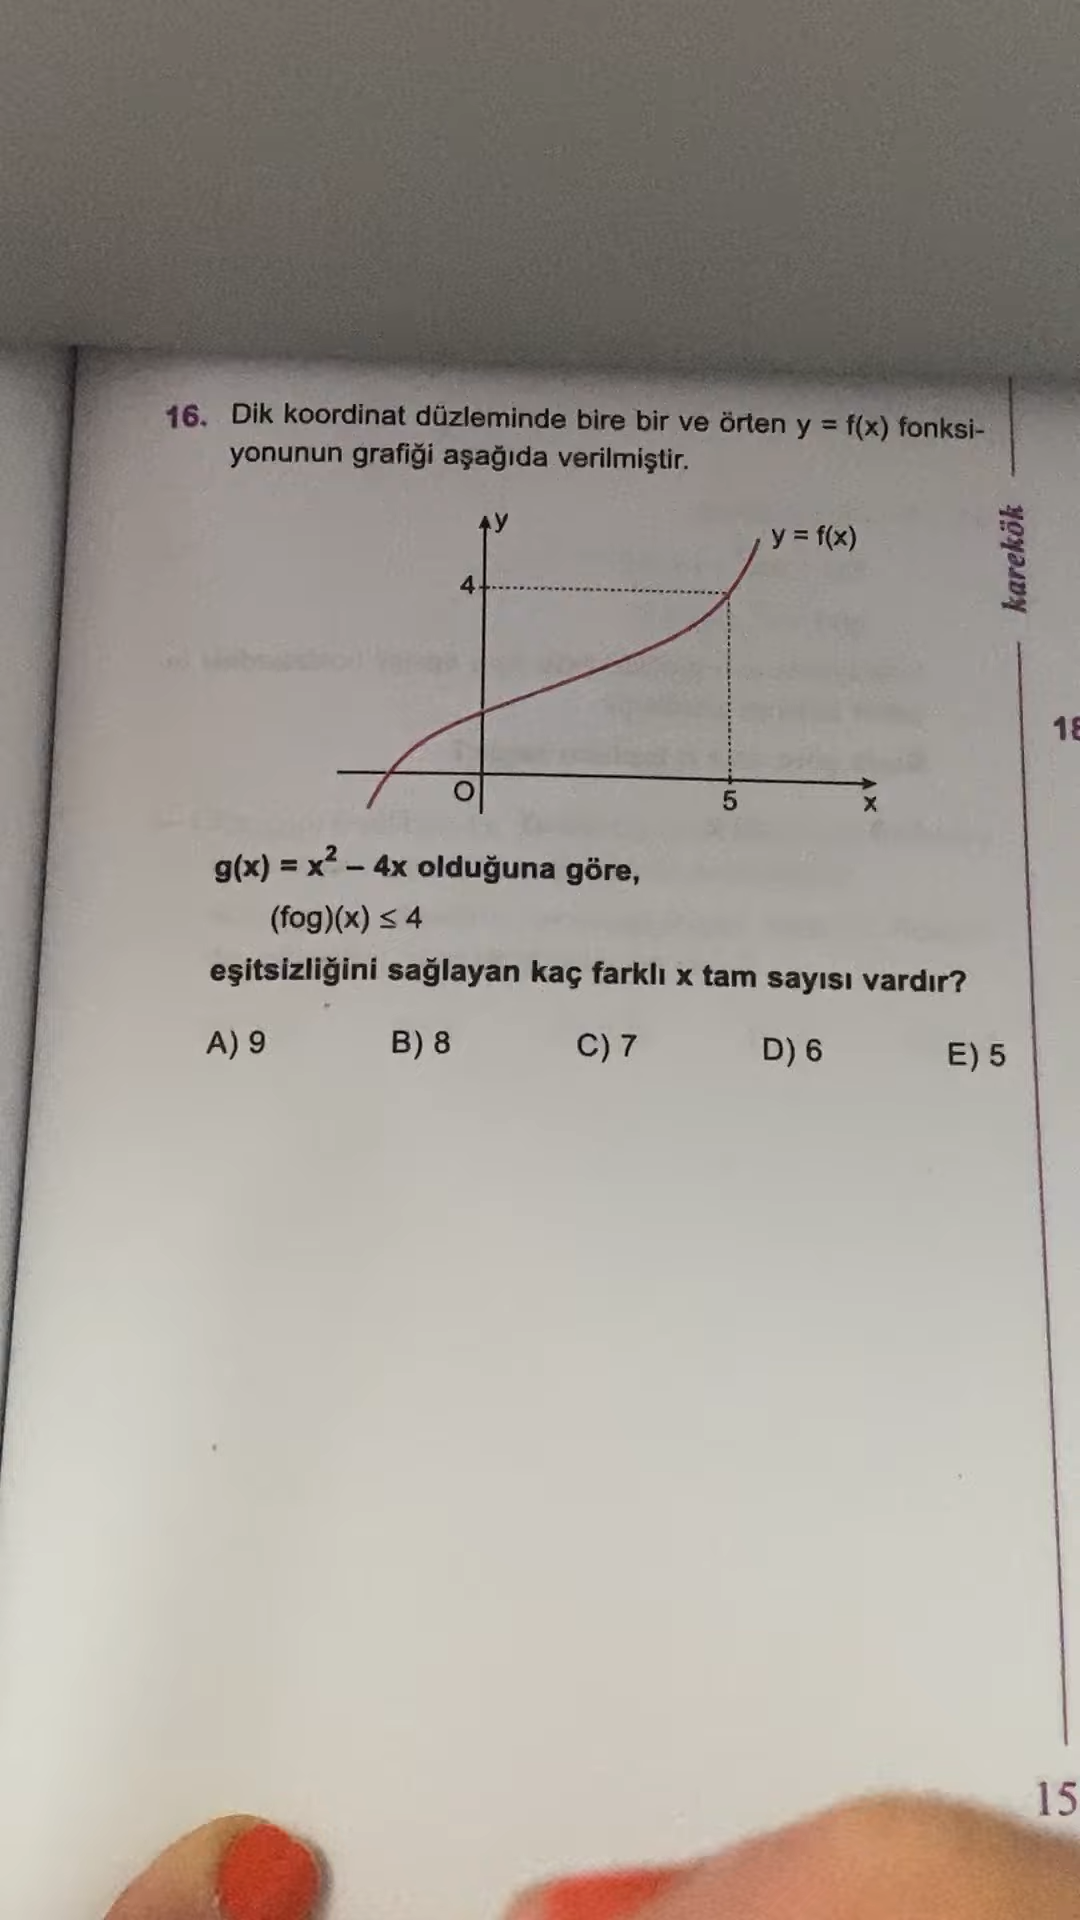 16. Dik koordinat düzleminde bire bir ve örten y = f(x) fonksi-
yonunun grafiği aşağıda verilmiştir.
y
y = f(x)
4
O
5
x
g(x) = x² – 4x olduğuna göre,
(fog)(x) ≤ 4
eşitsizliğini sağlayan kaç farklı x tam sayısı vardır?
A) 9 B) 8 C) 7 D) 6 E) 5
karekök
15